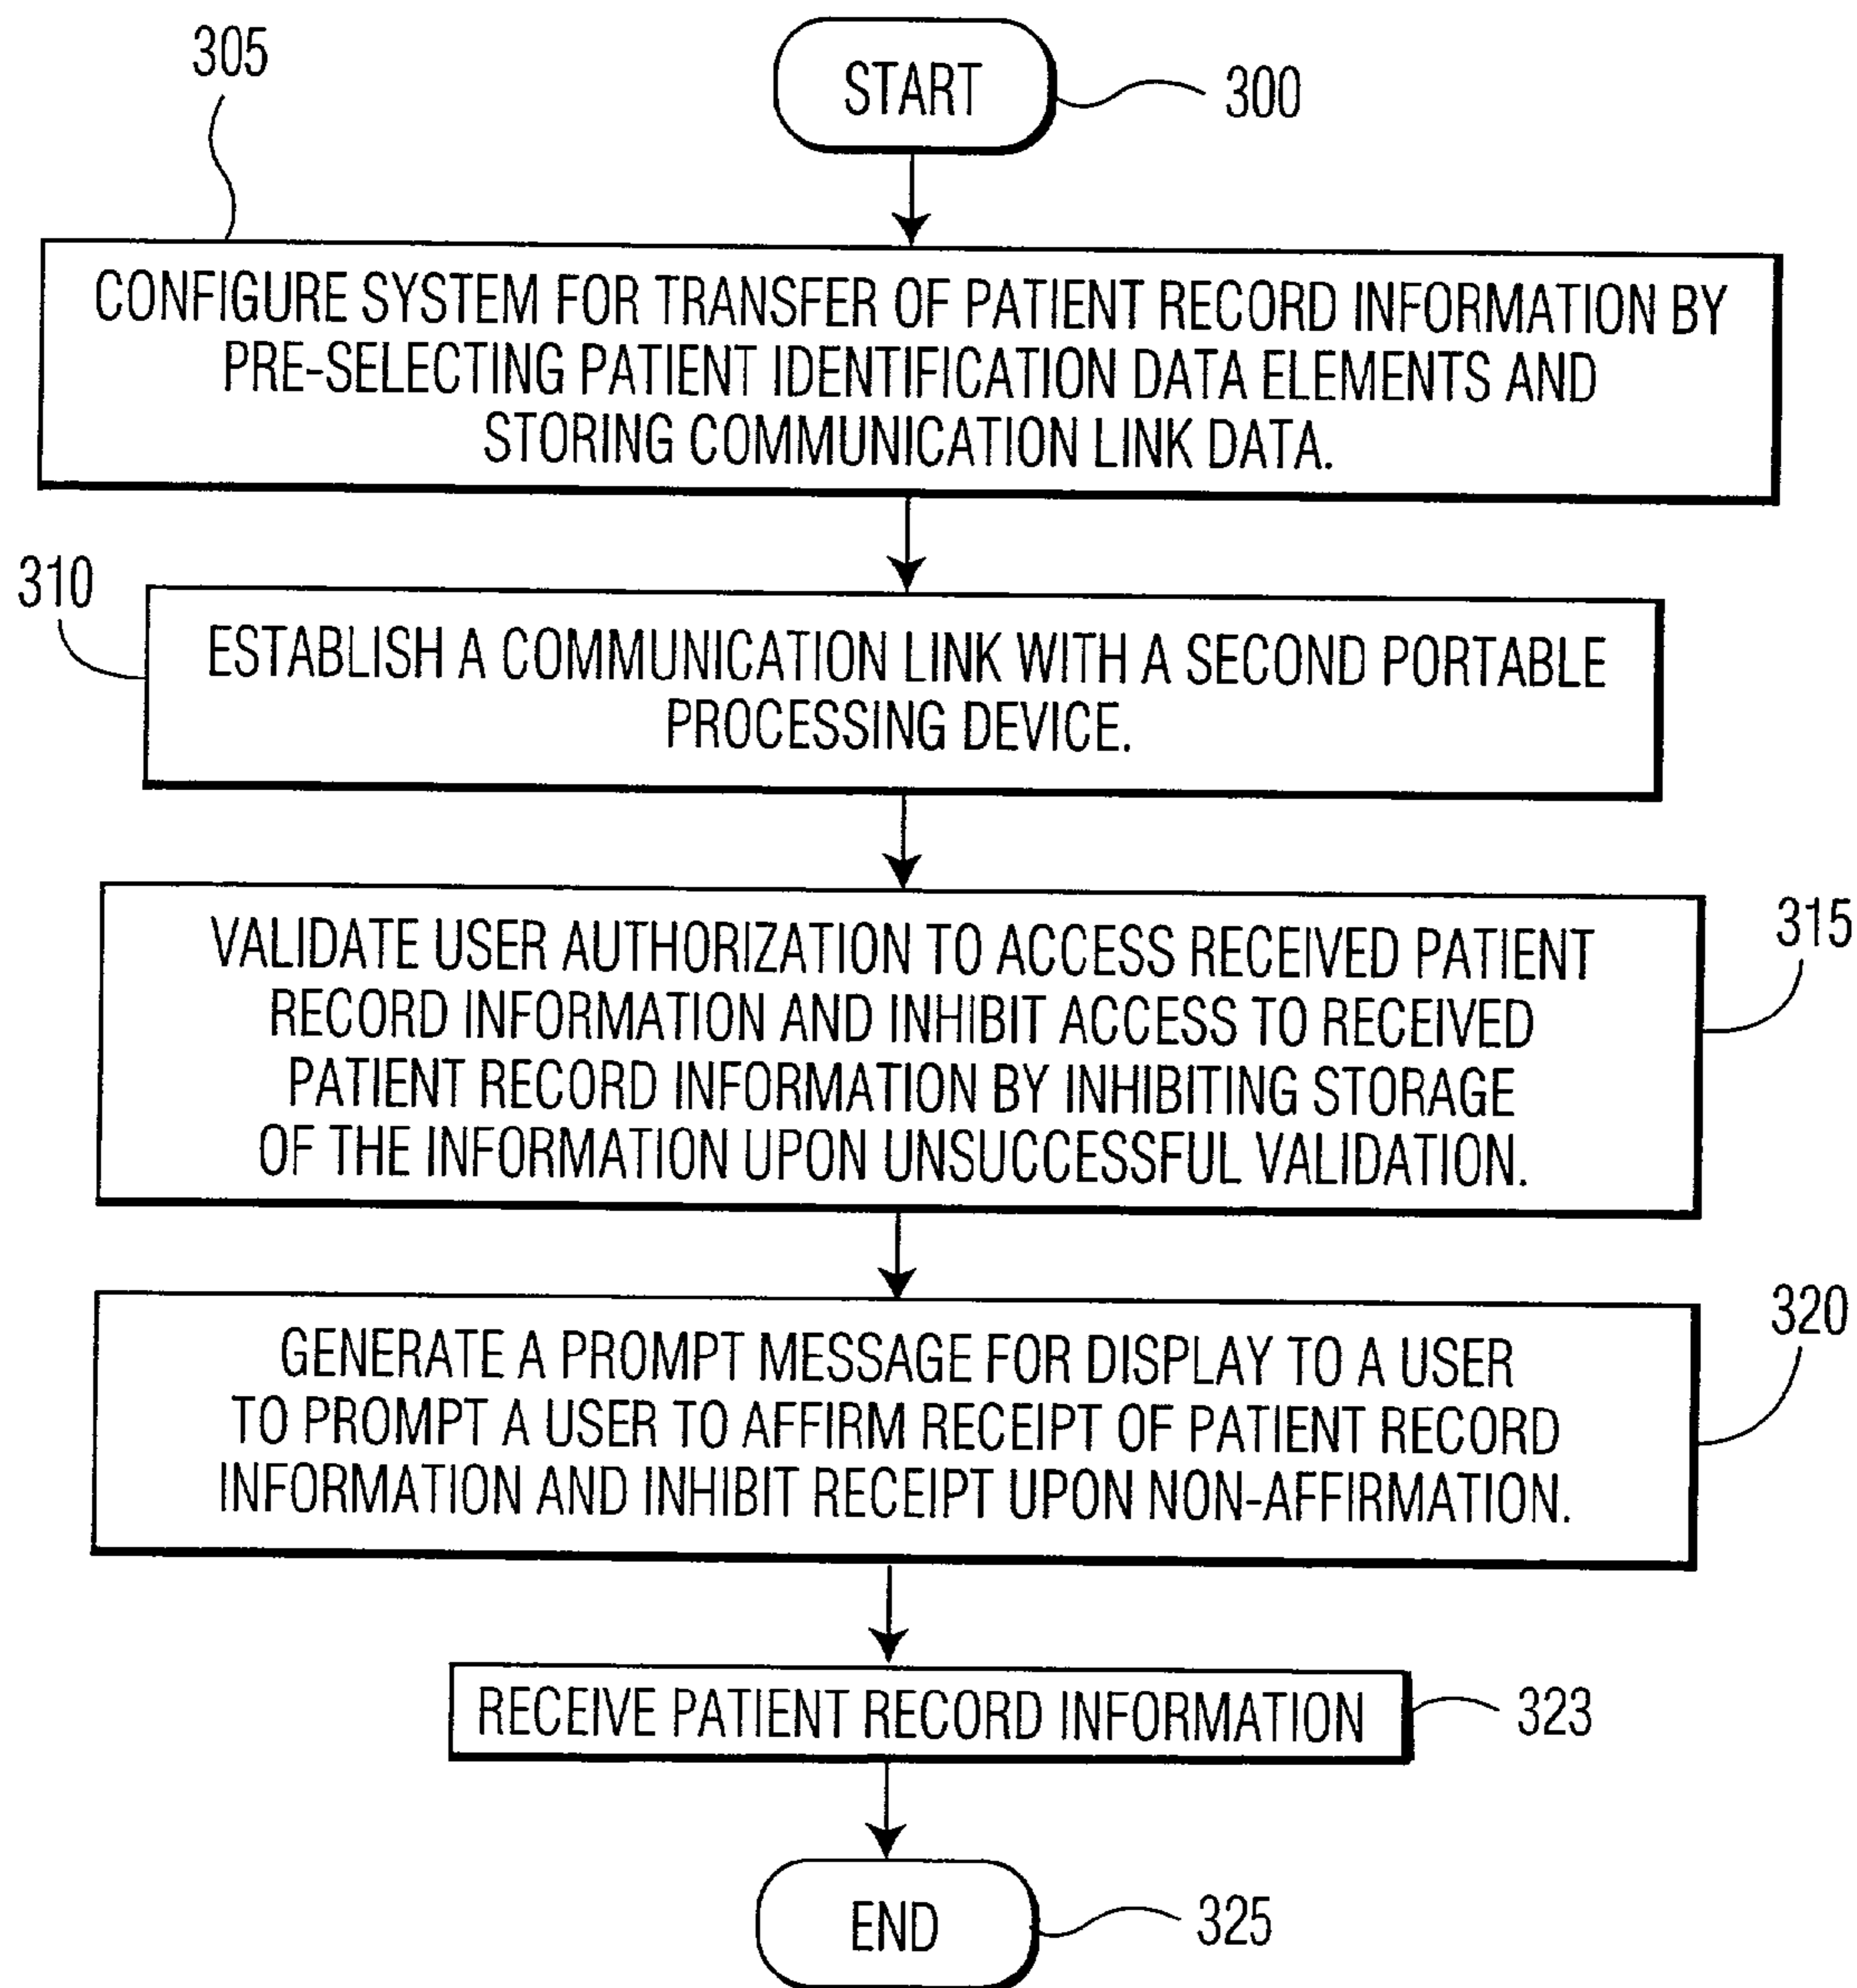 305
START
300
CONFIGURE SYSTEM FOR TRANSFER OF PATIENT RECORD INFORMATION BY
PRE-SELECTING PATIENT IDENTIFICATION DATA ELEMENTS AND
STORING COMMUNICATION LINK DATA.
310
ESTABLISH A COMMUNICATION LINK WITH A SECOND PORTABLE
PROCESSING DEVICE.
315
VALIDATE USER AUTHORIZATION TO ACCESS RECEIVED PATIENT
RECORD INFORMATION AND INHIBIT ACCESS TO RECEIVED
PATIENT RECORD INFORMATION BY INHIBITING STORAGE
OF THE INFORMATION UPON UNSUCCESSFUL VALIDATION.
320
GENERATE A PROMPT MESSAGE FOR DISPLAY TO A USER
TO PROMPT A USER TO AFFIRM RECEIPT OF PATIENT RECORD
INFORMATION AND INHIBIT RECEIPT UPON NON-AFFIRMATION.
RECEIVE PATIENT RECORD INFORMATION
323
END
325